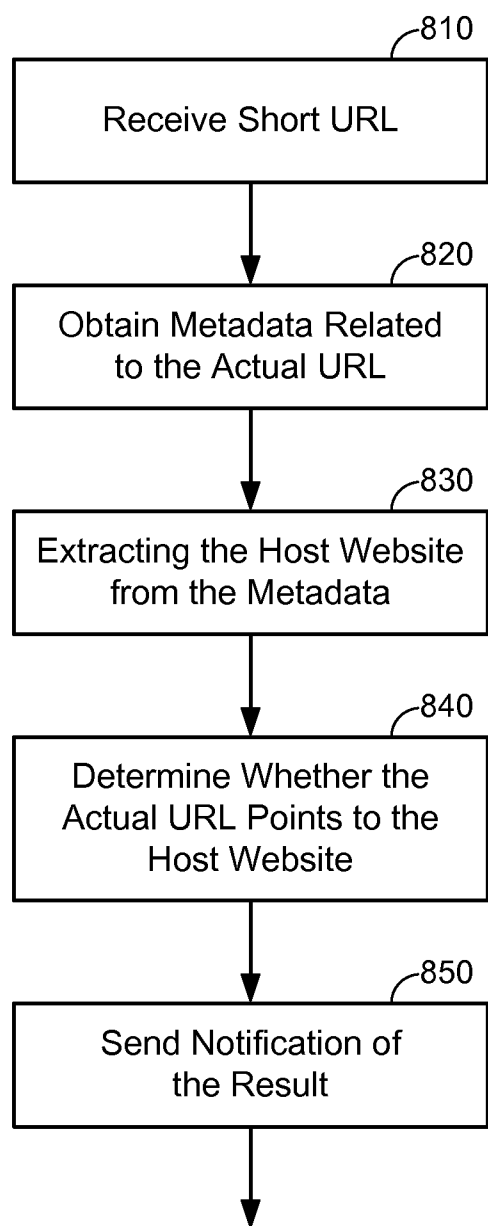 810
Receive Short URL
820
Obtain Metadata Related
to the Actual URL
830
Extracting the Host Website
from the Metadata
840
Determine Whether the
Actual URL Points to the
Host Website
850
Send Notification of
the Result